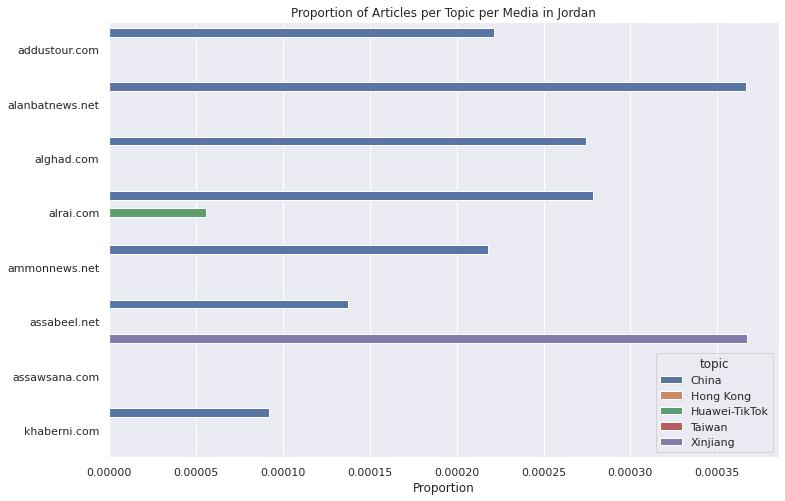 Proportion of Articles per Topic per Media in Jordan
addustour.com
alanbatnews.net
alghad.com
alrai.com
ammonnews.net
assabeel.net
assawsana.com
khaberni.com
topic
China
Hong Kong
Huawei-TikTok
Taiwan
Xinjiang
0.00000 0.00005 0.00010 0.00015 0.00020 0.00025 0.00030 0.00035
Proportion